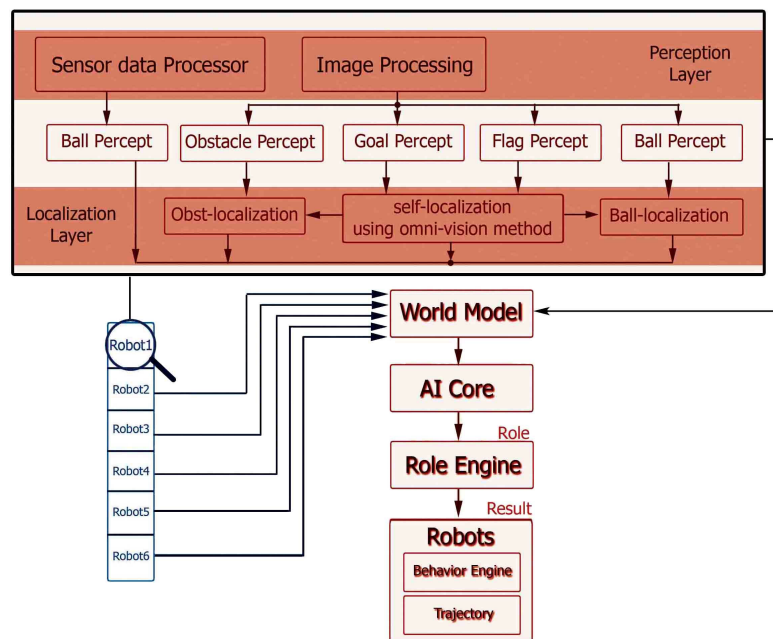 Sensor data Processor
Image Processing
Perception
Layer
Ball Percept
Obstacle Percept
Goal Percept
Flag Percept
Ball Percept
Localization
Layer
Obst-localization
self-localization
using omni-vision method
Ball-localization
Robot1
Robot2
Robot3
Robot4
Robot5
Robot6
World Model
AI Core
Role
Role Engine
Result
Robots
Behavior Engine
Trajectory